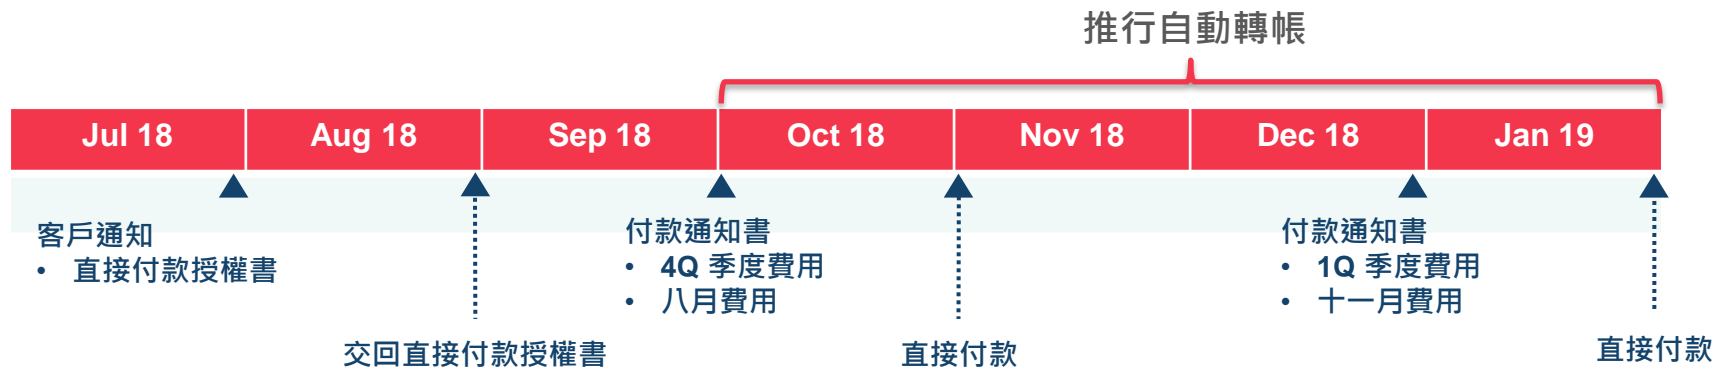 推行自動轉帳
Jul 18
Aug 18
Sep 18
Oct 18
Nov 18
Dec 18
Jan 19
客戶通知
• 直接付款授權書
交回直接付款授權書
付款通知書
• 4Q 季度費用
• 八月費用
直接付款
付款通知書
• 1Q 季度費用
• 十一月費用
直接付款